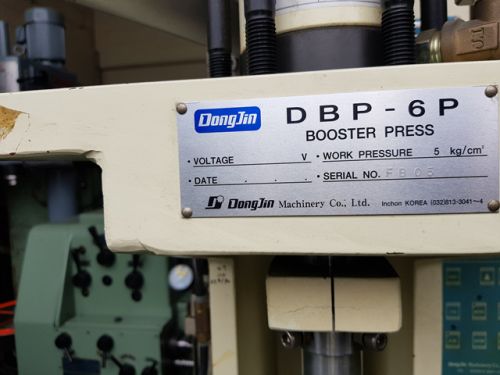 DongJin
DBP-6P
BOOSTER PRESS
· VOLTAGE V · WORK PRESSURE 5 kg/cm²
· DATE . . . · SERIAL NO. FB05
DongJin Machinery Co., Ltd. Inchon KOREA (032)813-3041~4